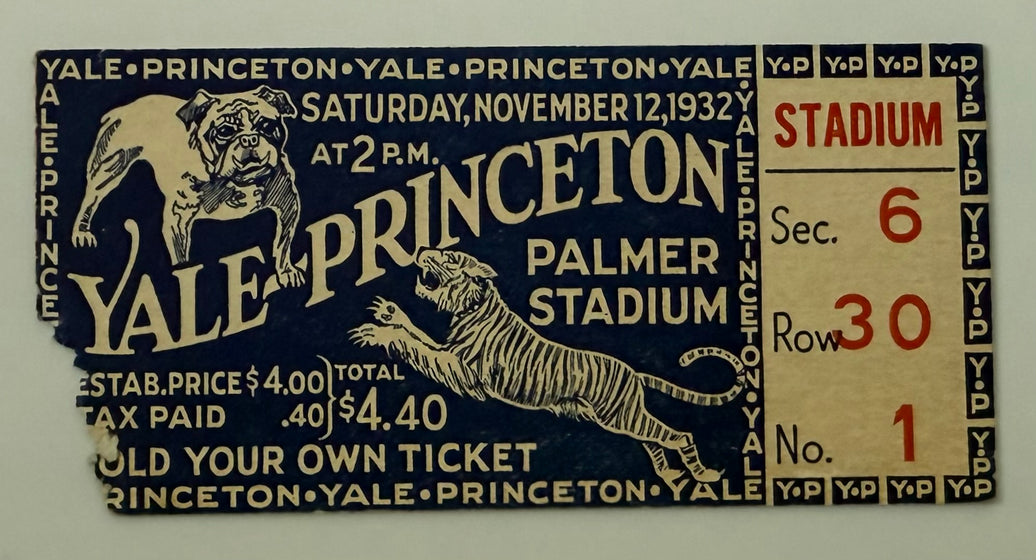 YALE•PRINCETON•YALE•PRINCETON•YALE
YALE•PRINCE
SATURDAY, NOVEMBER 12, 1932
AT 2 P.M.
YALE-PRINCETON
PALMER
STADIUM
ESTAB. PRICE $4.00
TAX PAID .40
TOTAL
$4.40
OLD YOUR OWN TICKET
RINCETON•YALE•PRINCETON•YALE
•YALE•PRINCETON•YALE
Y•P Y•P Y•P Y•P
STADIUM
Sec. 6
Row 30
No. 1
Y•P Y•P Y•P Y•P Y•P Y•P Y•P
Y•P Y•P Y•P Y•P